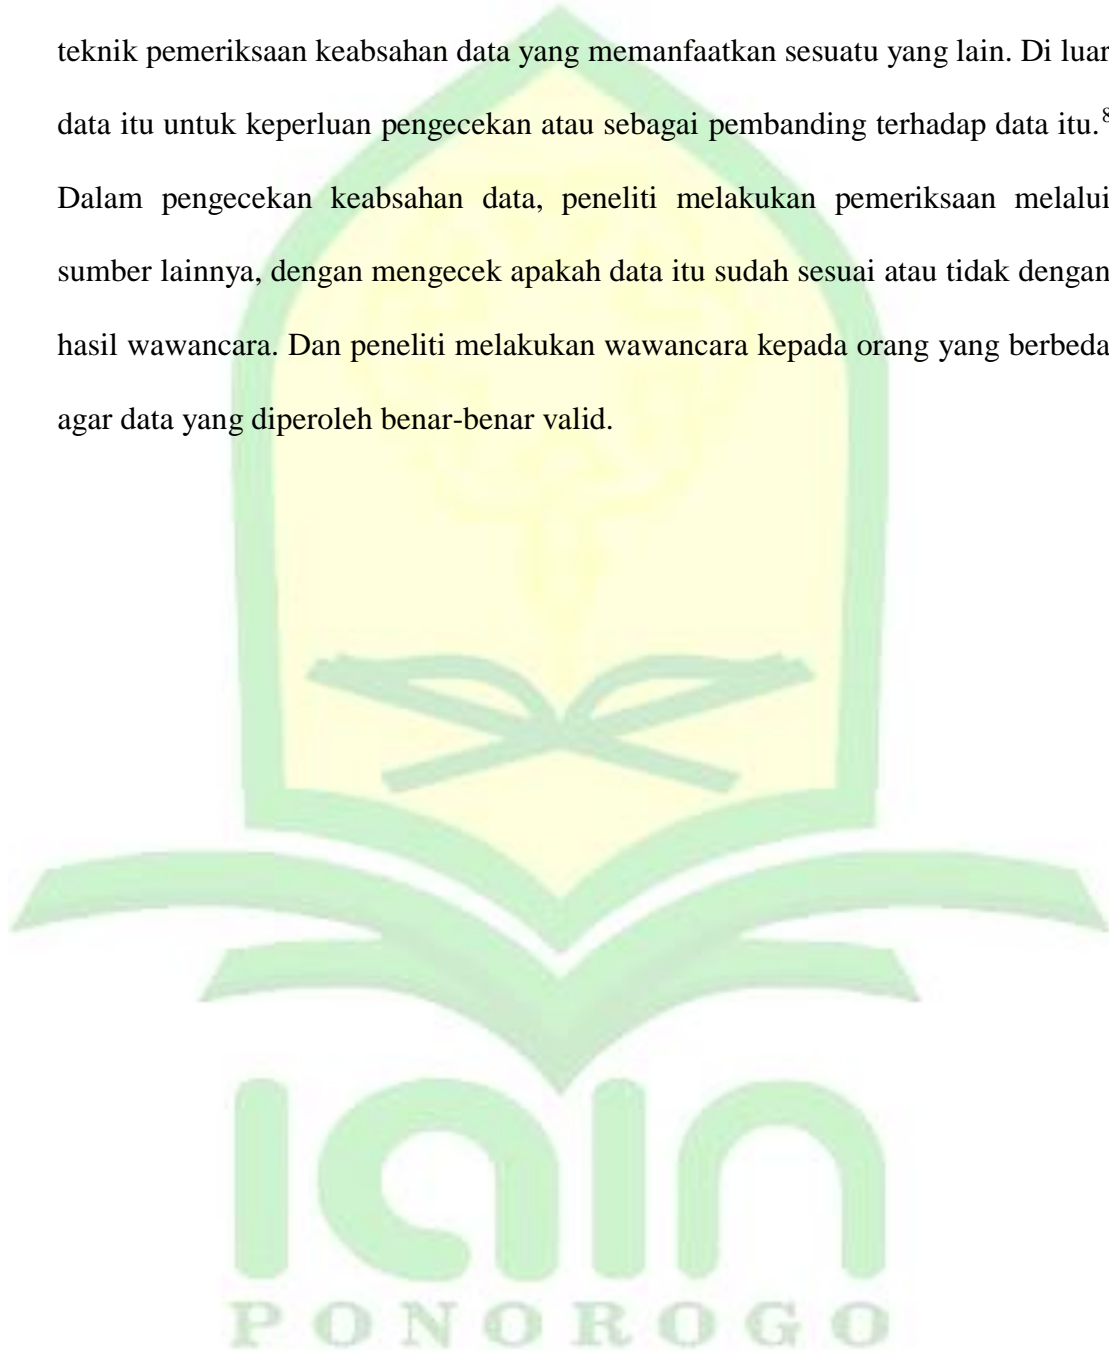 teknik pemeriksaan keabsahan data yang memanfaatkan sesuatu yang lain. Di luar
data itu untuk keperluan pengecekan atau sebagai pembanding terhadap data itu.⁸
Dalam pengecekan keabsahan data, peneliti melakukan pemeriksaan melalui
sumber lainnya, dengan mengecek apakah data itu sudah sesuai atau tidak dengan
hasil wawancara. Dan peneliti melakukan wawancara kepada orang yang berbeda
agar data yang diperoleh benar-benar valid.
iain
PONOROGO